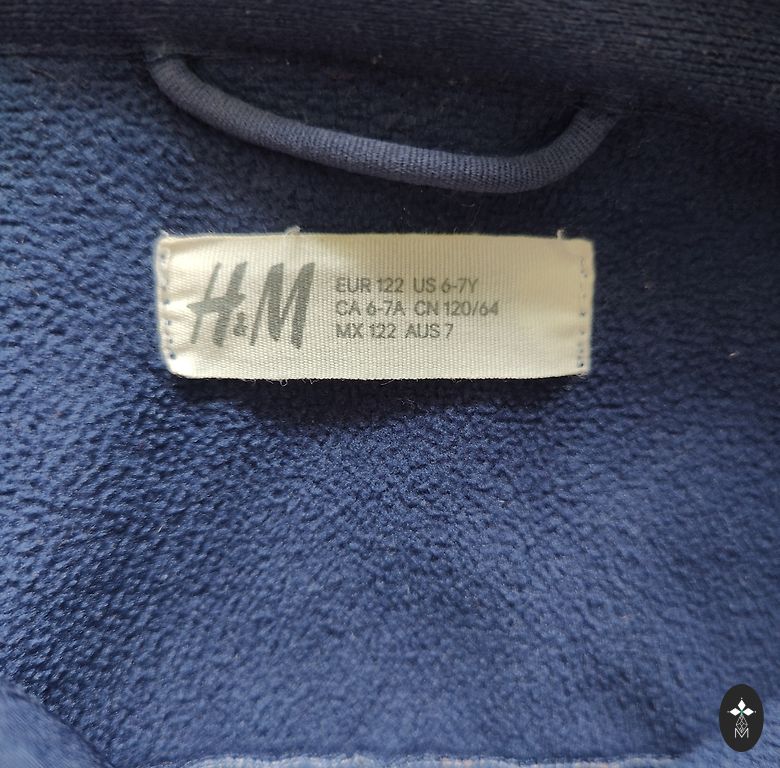 H&M
EUR 122 US 6-7Y
CA 6-7A CN 120/64
MX 122 AUS 7
M